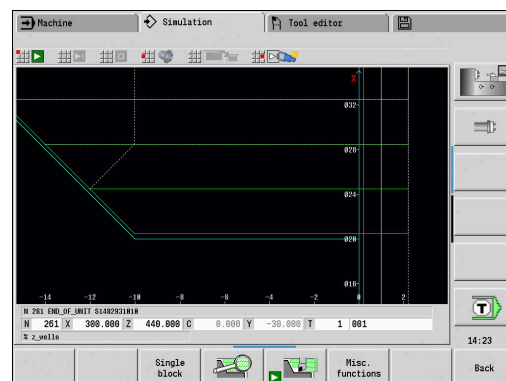 Machine
Simulation
Tool editor
X
Ø32
Ø28
Ø24
Ø20
Ø16
-14 -12 -10 -8 -6 -4 -2 2
N 261 END_OF_UNIT S1482931010
N 261 X 300.000 Z 440.000 C 0.000 Y -30.000 T 1 001
% z_welle
T
14:23
Single block
Misc. functions
Back